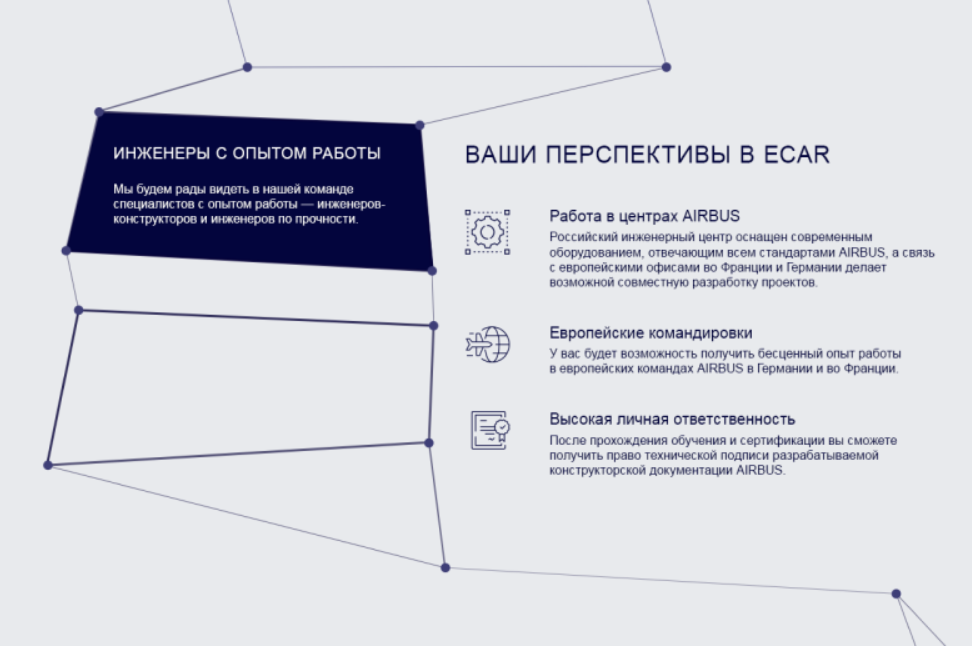 ИНЖЕНЕРЫ С ОПЫТОМ РАБОТЫ
Мы будем рады видеть в нашей команде
специалистов с опытом работы — инженеров-
конструкторов и инженеров по прочности.
ВАШИ ПЕРСПЕКТИВЫ В ECAR
Работа в центрах AIRBUS
Российский инженерный центр оснащен современным
оборудованием, отвечающим всем стандартами AIRBUS, а связь
с европейскими офисами во Франции и Германии делает
возможной совместную разработку проектов.
Европейские командировки
У вас будет возможность получить бесценный опыт работы
в европейских командах AIRBUS в Германии и во Франции.
Высокая личная ответственность
После прохождения обучения и сертификации вы сможете
получить право технической подписи разрабатываемой
конструкторской документации AIRBUS.